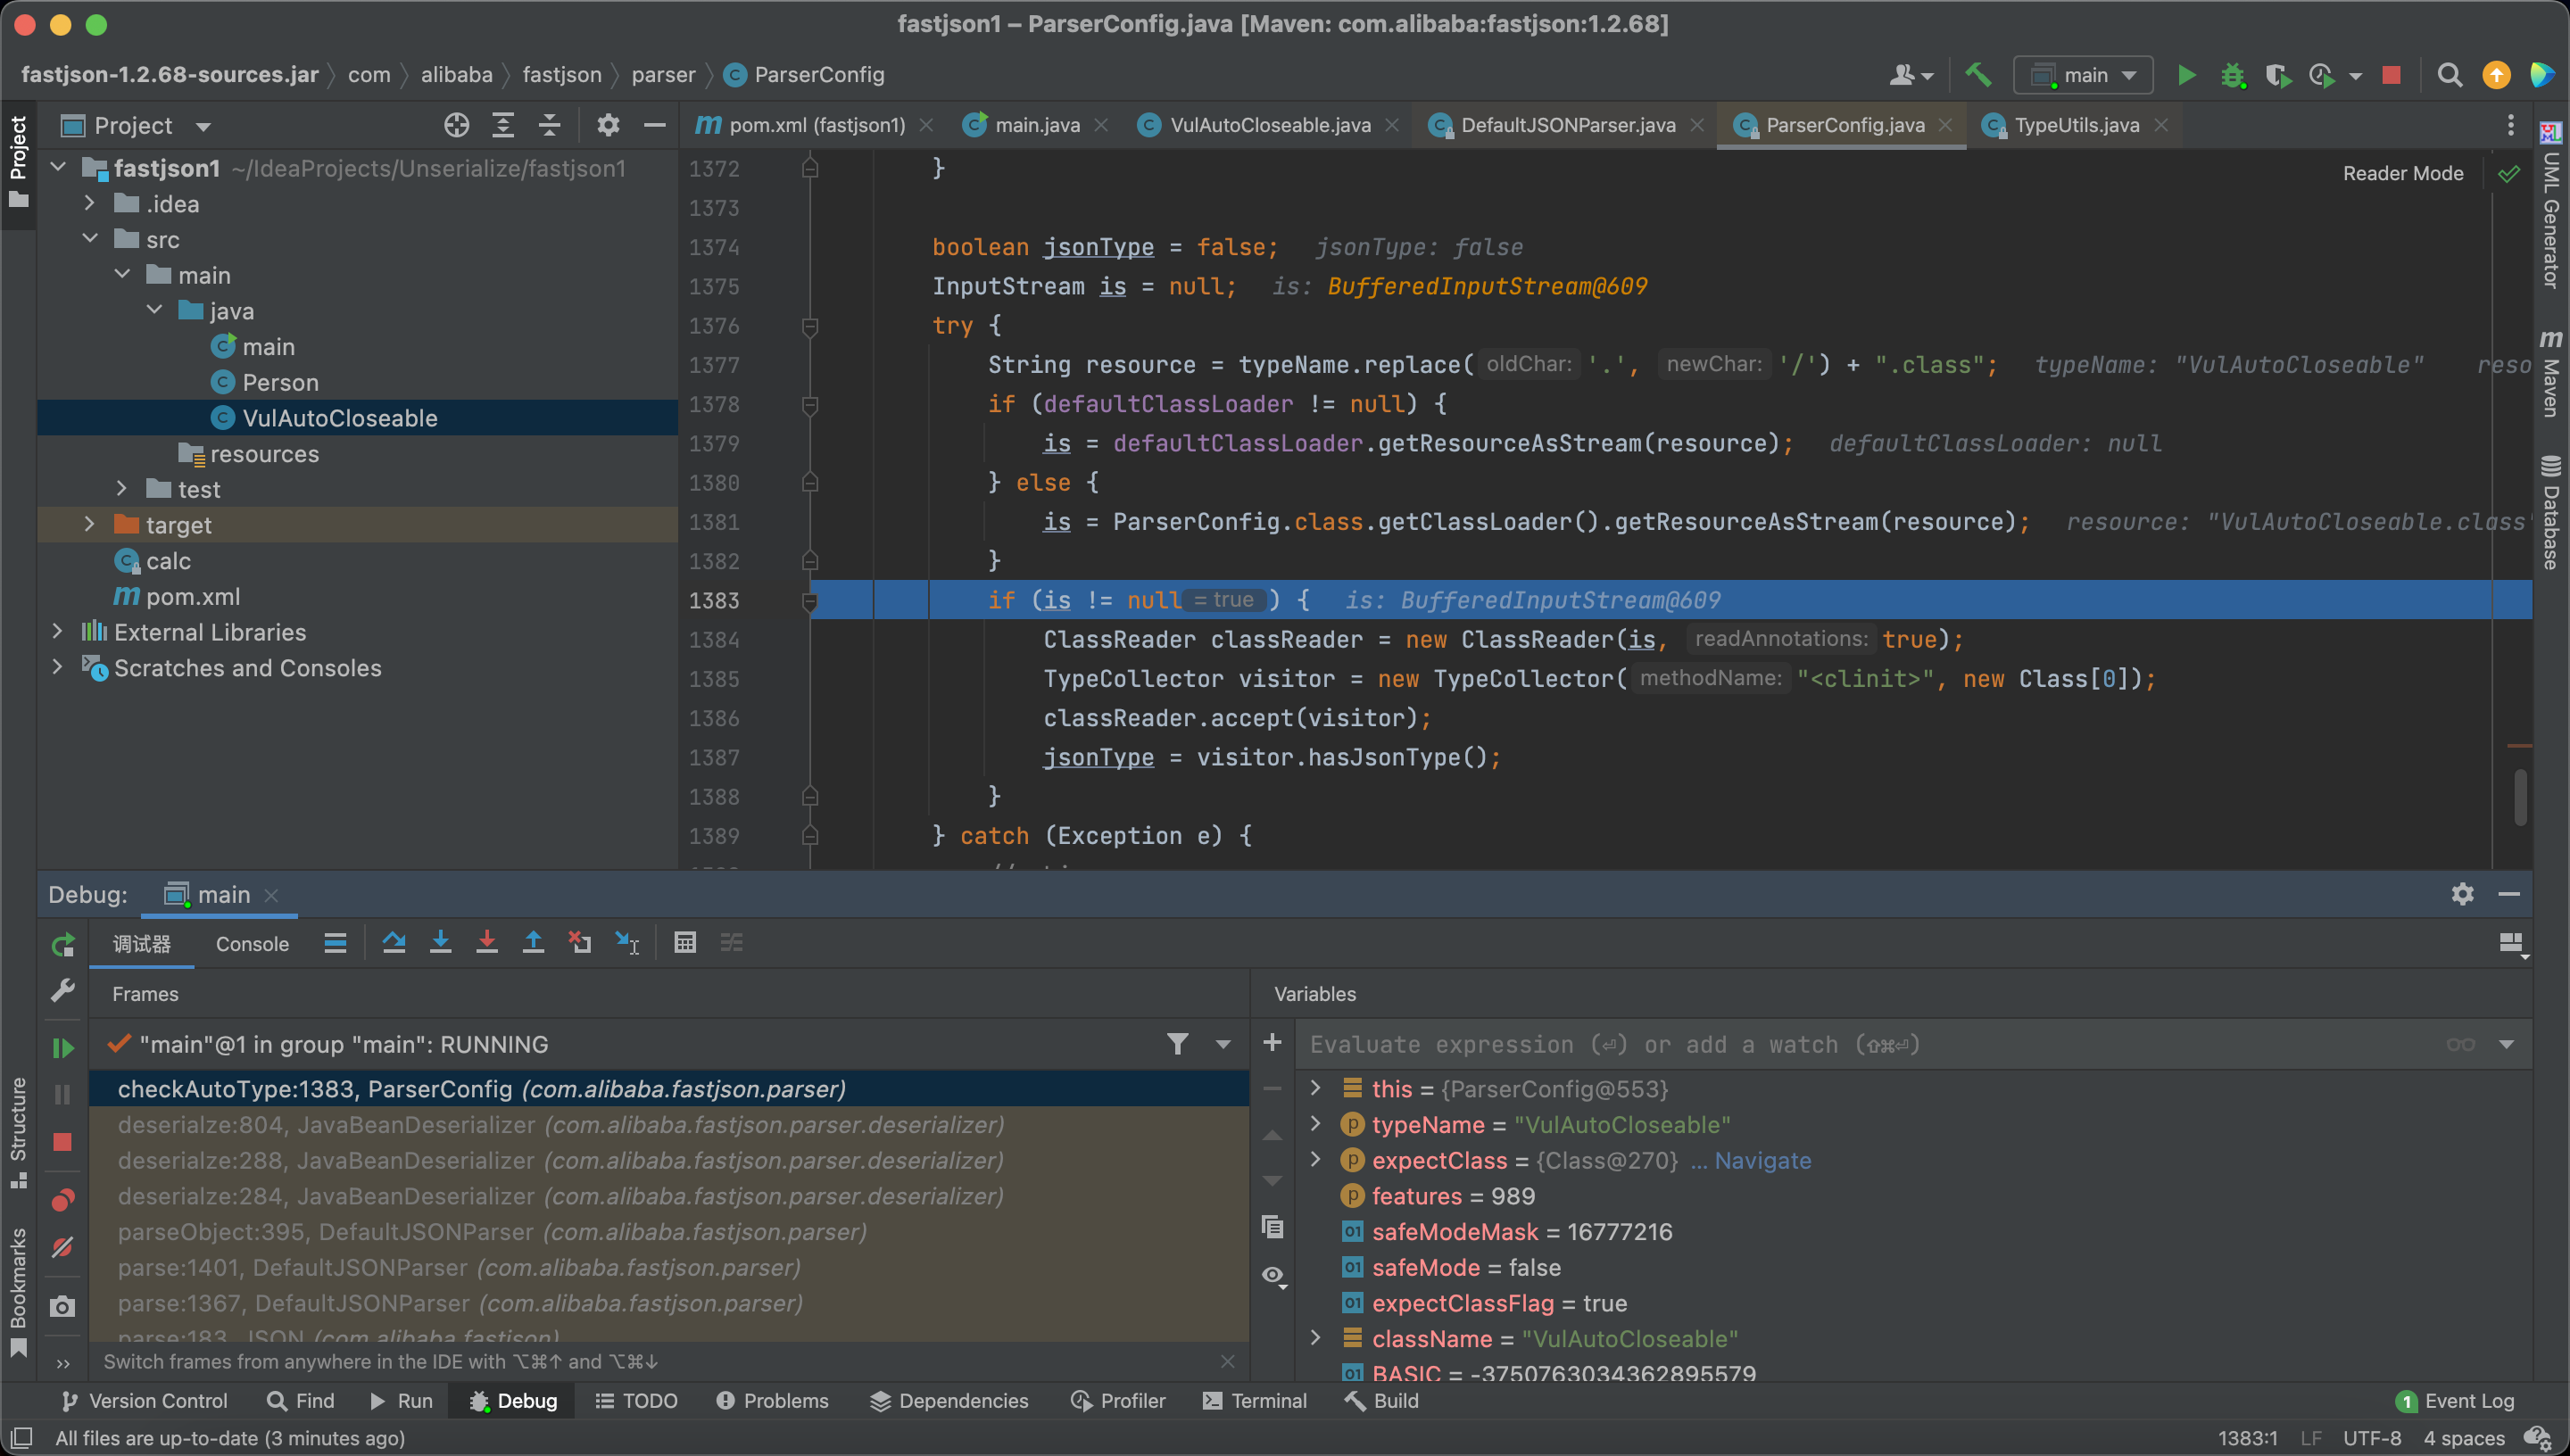 fastjson1 – ParserConfig.java [Maven: com.alibaba:fastjson:1.2.68]
fastjson-1.2.68-sources.jar
com
alibaba
fastjson
parser
ParserConfig
main
Project
Project
pom.xml (fastjson1)
main.java
VulAutoCloseable.java
DefaultJSONParser.java
ParserConfig.java
TypeUtils.java
fastjson1 ~/IdeaProjects/Unserialize/fastjson1
.idea
src
main
java
main
Person
VulAutoCloseable
resources
test
target
calc
pom.xml
External Libraries
Scratches and Consoles
Reader Mode
1372 }
1373
1374 boolean jsonType = false; jsonType: false
1375 InputStream is = null; is: BufferedInputStream@609
1376 try {
1377 String resource = typeName.replace( oldChar: '.', newChar: '/') + ".class"; typeName: "VulAutoCloseable" reso
1378 if (defaultClassLoader != null) {
1379 is = defaultClassLoader.getResourceAsStream(resource); defaultClassLoader: null
1380 } else {
1381 is = ParserConfig.class.getClassLoader().getResourceAsStream(resource); resource: "VulAutoCloseable.class"
1382 }
1383 if (is != null = true ) { is: BufferedInputStream@609
1384 ClassReader classReader = new ClassReader(is, readAnnotations: true);
1385 TypeCollector visitor = new TypeCollector( methodName: "<clinit>", new Class[0]);
1386 classReader.accept(visitor);
1387 jsonType = visitor.hasJsonType();
1388 }
1389 } catch (Exception e) {
UML Generator
m Maven
Database
Structure
Bookmarks
Debug:
main
调试器
Console
Frames
"main"@1 in group "main": RUNNING
checkAutoType:1383, ParserConfig (com.alibaba.fastjson.parser)
deserialze:804, JavaBeanDeserializer (com.alibaba.fastjson.parser.deserializer)
deserialze:288, JavaBeanDeserializer (com.alibaba.fastjson.parser.deserializer)
deserialze:284, JavaBeanDeserializer (com.alibaba.fastjson.parser.deserializer)
parseObject:395, DefaultJSONParser (com.alibaba.fastjson.parser)
parse:1401, DefaultJSONParser (com.alibaba.fastjson.parser)
parse:1367, DefaultJSONParser (com.alibaba.fastjson.parser)
parse:183, JSON (com.alibaba.fastjson)
Switch frames from anywhere in the IDE with ⌥⌘↑ and ⌥⌘↓
Variables
Evaluate expression (⏎) or add a watch (⇧⌘⏎)
this = {ParserConfig@553}
typeName = "VulAutoCloseable"
expectClass = {Class@270} ... Navigate
features = 989
safeModeMask = 16777216
safeMode = false
expectClassFlag = true
className = "VulAutoCloseable"
BASIC = -3750763034362895579
Version Control
Find
Run
Debug
TODO
Problems
Dependencies
Profiler
Terminal
Build
1 Event Log
All files are up-to-date (3 minutes ago)
1383:1
LF
UTF-8
4 spaces